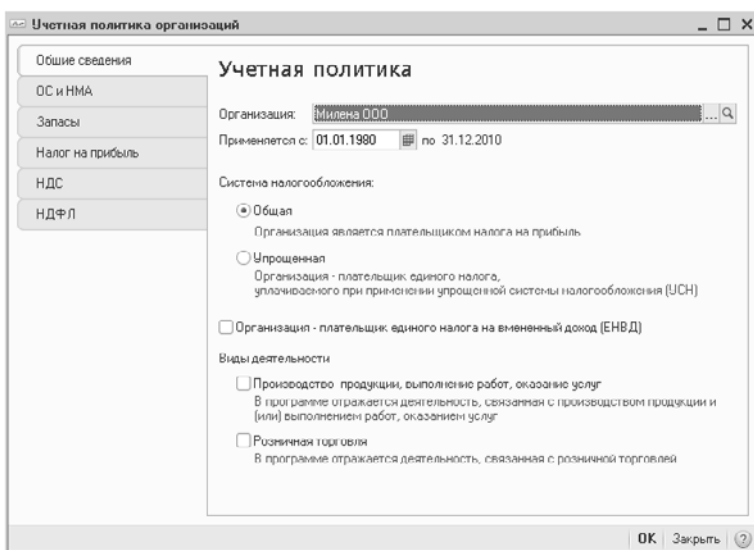 Учетная политика организаций
Общие сведения
ОС и НМА
Запасы
Налог на прибыль
НДС
НДФЛ
Учетная политика
Организация: Милена ООО ...
Применяется с: 01.01.1980 по 31.12.2010
Система налогообложения:
Общая
Организация является плательщиком налога на прибыль
Упрощенная
Организация - плательщик единого налога,
уплачиваемого при применении упрощенной системы налогообложения (УСН)
Организация - плательщик единого налога на вмененный доход (ЕНВД)
Виды деятельности
Производство продукции, выполнение работ, оказание услуг
В программе отражается деятельность, связанная с производством продукции и
(или) выполнением работ, оказанием услуг
Розничная торговля
В программе отражается деятельность, связанная с розничной торговлей
OK Закрыть ?